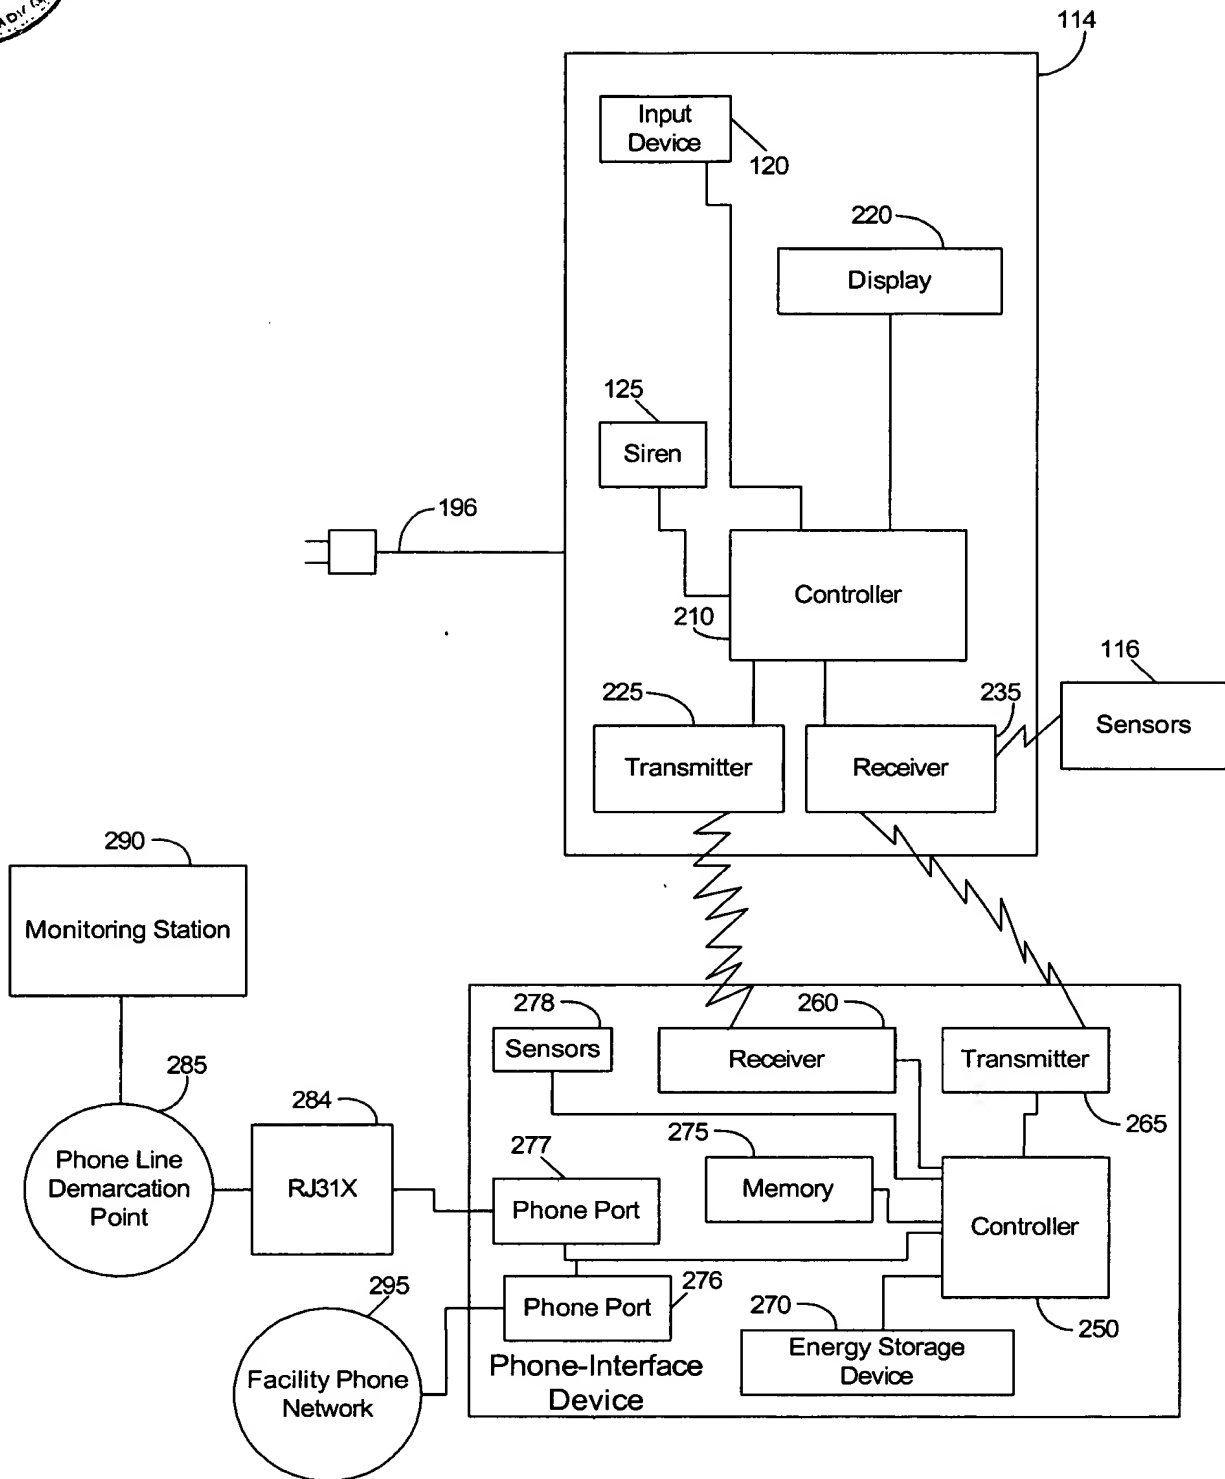 114
Input
Device
120
220
Display
125
Siren
196
Controller
210
116
225
235
Sensors
Transmitter
Receiver
290
Monitoring Station
278
260
Sensors
Receiver
Transmitter
285
284
265
277
275
Phone Line
Demarcation
Point
RJ31X
Memory
Phone Port
Controller
295
276
Phone Port
270
250
Energy Storage
Device
Phone-Interface
Device
Facility Phone
Network